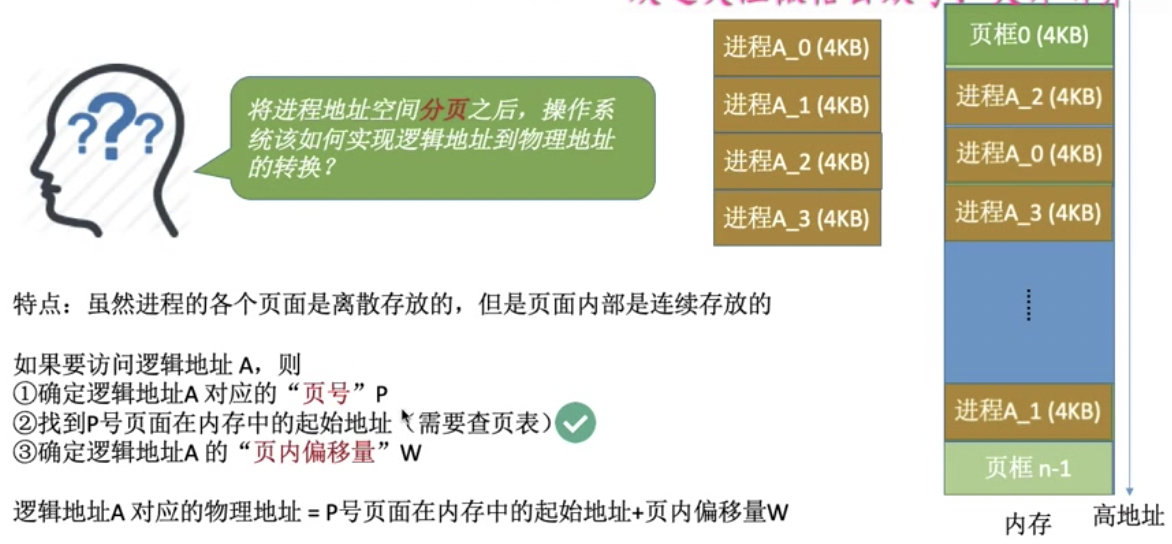 将进程地址空间分页之后，操作系
统该如何实现逻辑地址到物理地址
的转换？
进程A_0 (4KB)
进程A_1 (4KB)
进程A_2 (4KB)
进程A_3 (4KB)
页框0 (4KB)
进程A_2 (4KB)
进程A_0 (4KB)
进程A_3 (4KB)
......
进程A_1 (4KB)
页框 n-1
内存
高地址
特点：虽然进程的各个页面是离散存放的，但是页面内部是连续存放的
如果要访问逻辑地址 A，则
①确定逻辑地址A 对应的“页号”P
②找到P号页面在内存中的起始地址（需要查页表）
③确定逻辑地址A 的“页内偏移量”W
逻辑地址A 对应的物理地址 = P号页面在内存中的起始地址+页内偏移量W